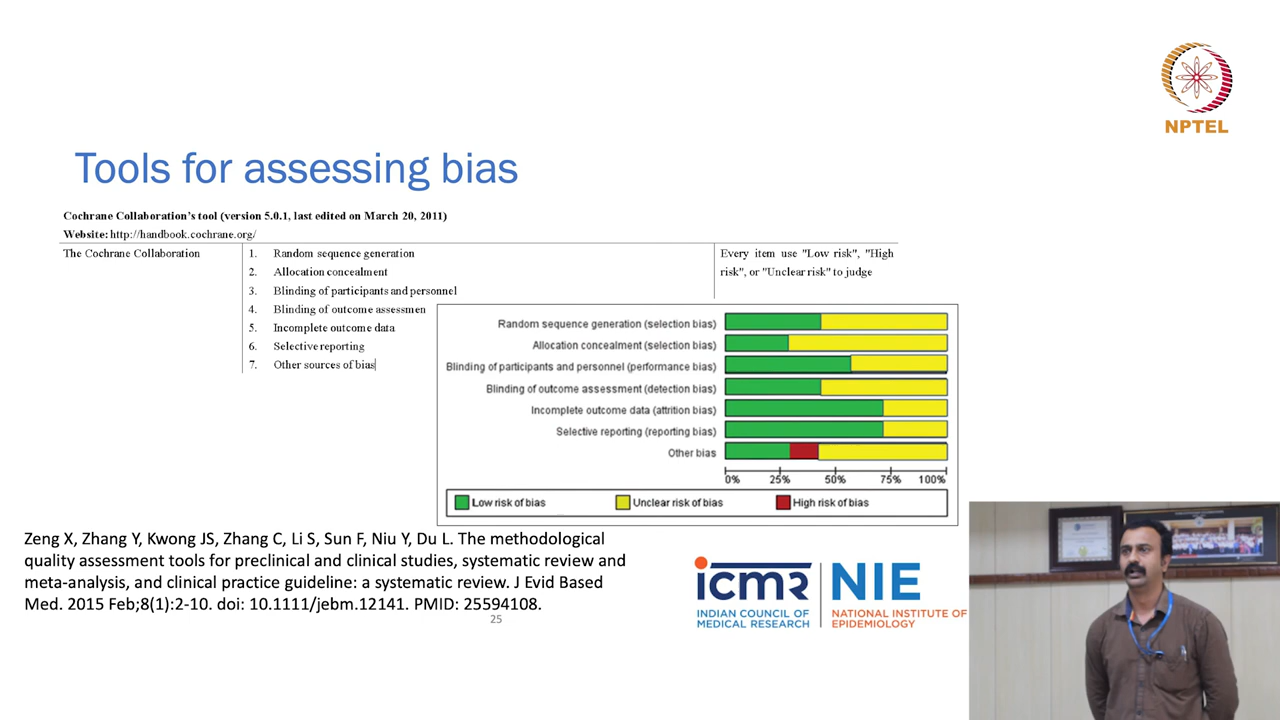 NPTEL
Tools for assessing bias
Cochrane Collaboration's tool (version 5.0.1, last edited on March 20, 2011)
Website: http://handbook.cochrane.org/
The Cochrane Collaboration
1. Random sequence generation
2. Allocation concealment
3. Blinding of participants and personnel
4. Blinding of outcome assessmen
5. Incomplete outcome data
6. Selective reporting
7. Other sources of bias
Every item use "Low risk", "High
risk", or "Unclear risk" to judge
Random sequence generation (selection bias)
Allocation concealment (selection bias)
Blinding of participants and personnel (performance bias)
Blinding of outcome assessment (detection bias)
Incomplete outcome data (attrition bias)
Selective reporting (reporting bias)
Other bias
0% 25% 50% 75% 100%
Low risk of bias Unclear risk of bias High risk of bias
Zeng X, Zhang Y, Kwong JS, Zhang C, Li S, Sun F, Niu Y, Du L. The methodological
quality assessment tools for preclinical and clinical studies, systematic review and
meta-analysis, and clinical practice guideline: a systematic review. J Evid Based
Med. 2015 Feb;8(1):2-10. doi: 10.1111/jebm.12141. PMID: 25594108.
25
icmr NIE
INDIAN COUNCIL OF
MEDICAL RESEARCH
NATIONAL INSTITUTE OF
EPIDEMIOLOGY